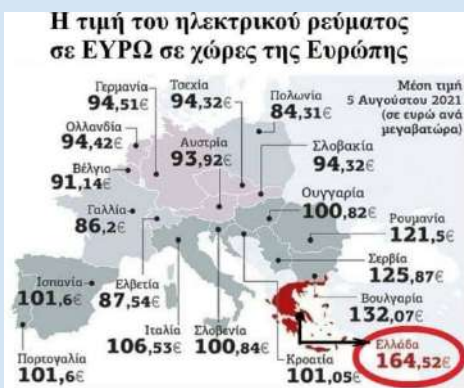 Η τιμή του ηλεκτρικού ρεύματος
σε ΕΥΡΩ σε χώρες της Ευρώπης
Μέση τιμή
5 Αυγούστου 2021
(σε ευρώ ανά
μεγαβατώρα)
Γερμανία
94,51€
Τσεχία
94,32€
Πολωνία
84,31€
Ολλανδία
94,42€
Αυστρία
93,92€
Σλοβακία
94,32€
Βέλγιο
91,14€
Ουγγαρία
100,82€
Γαλλία
86,2€
Ρουμανία
121,5€
Σερβία
125,87€
Ισπανία
101,6€
Ελβετία
87,54€
Βουλγαρία
132,07€
Ιταλία
106,53€
Σλοβενία
100,84€
Κροατία
101,05€
Ελλάδα
164,52€
Πορτογαλία
101,6€